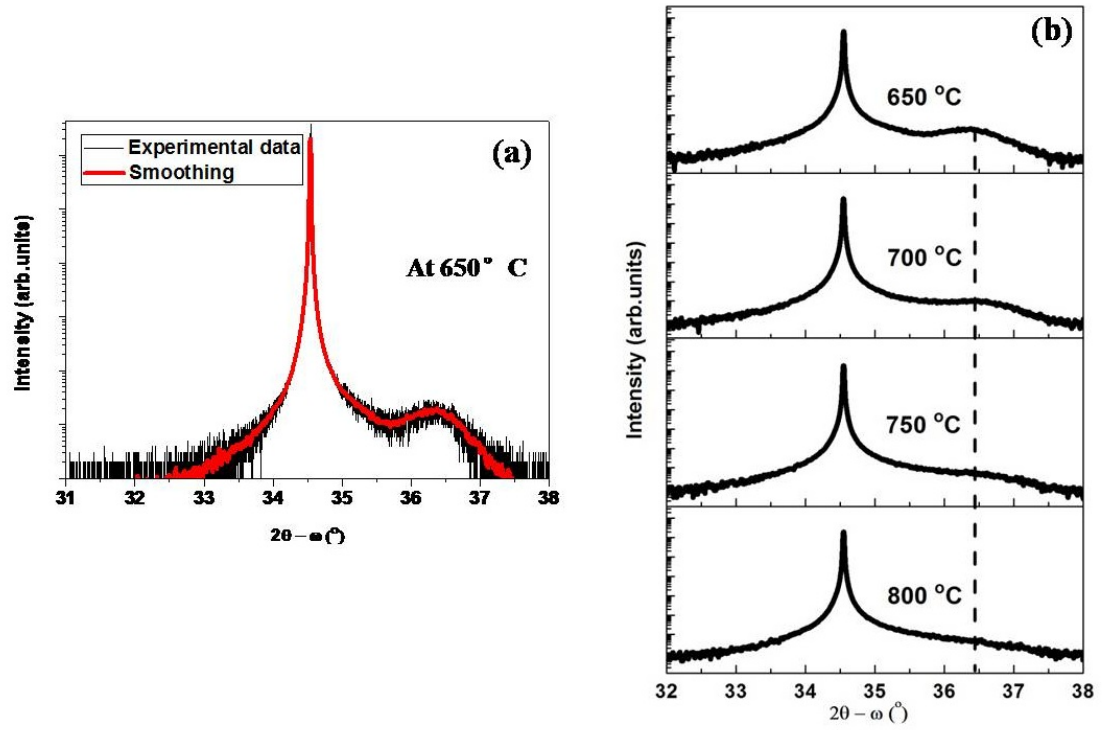 (a)
Experimental data
Smoothing
At 650° C
Intensity (arb.units)
31 32 33 34 35 36 37 38
2θ – ω (°)
(b)
650 °C
700 °C
750 °C
800 °C
Intensity (arb.units)
32 33 34 35 36 37 38
2θ – ω (°)